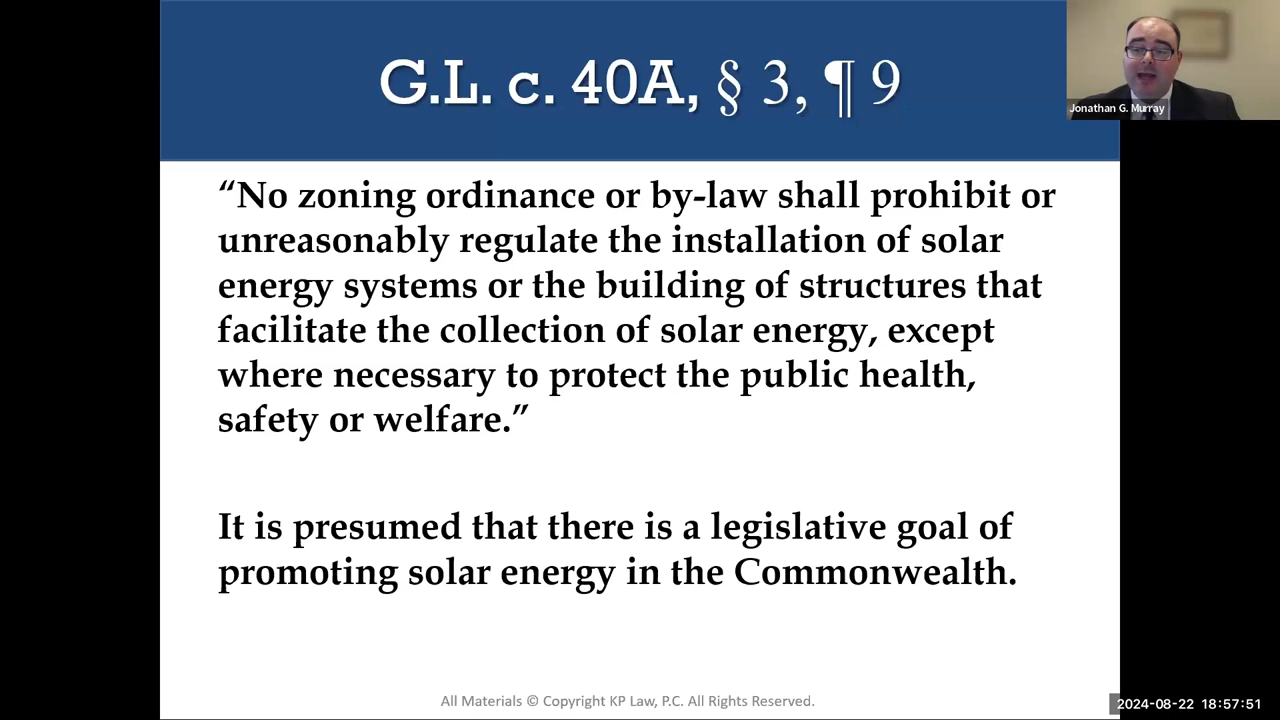 G.L. c. 40A, § 3, ¶ 9
Jonathan G. Murray
“No zoning ordinance or by-law shall prohibit or
unreasonably regulate the installation of solar
energy systems or the building of structures that
facilitate the collection of solar energy, except
where necessary to protect the public health,
safety or welfare.”
It is presumed that there is a legislative goal of
promoting solar energy in the Commonwealth.
All Materials © Copyright KP Law, P.C. All Rights Reserved.
2024-08-22 18:57:51